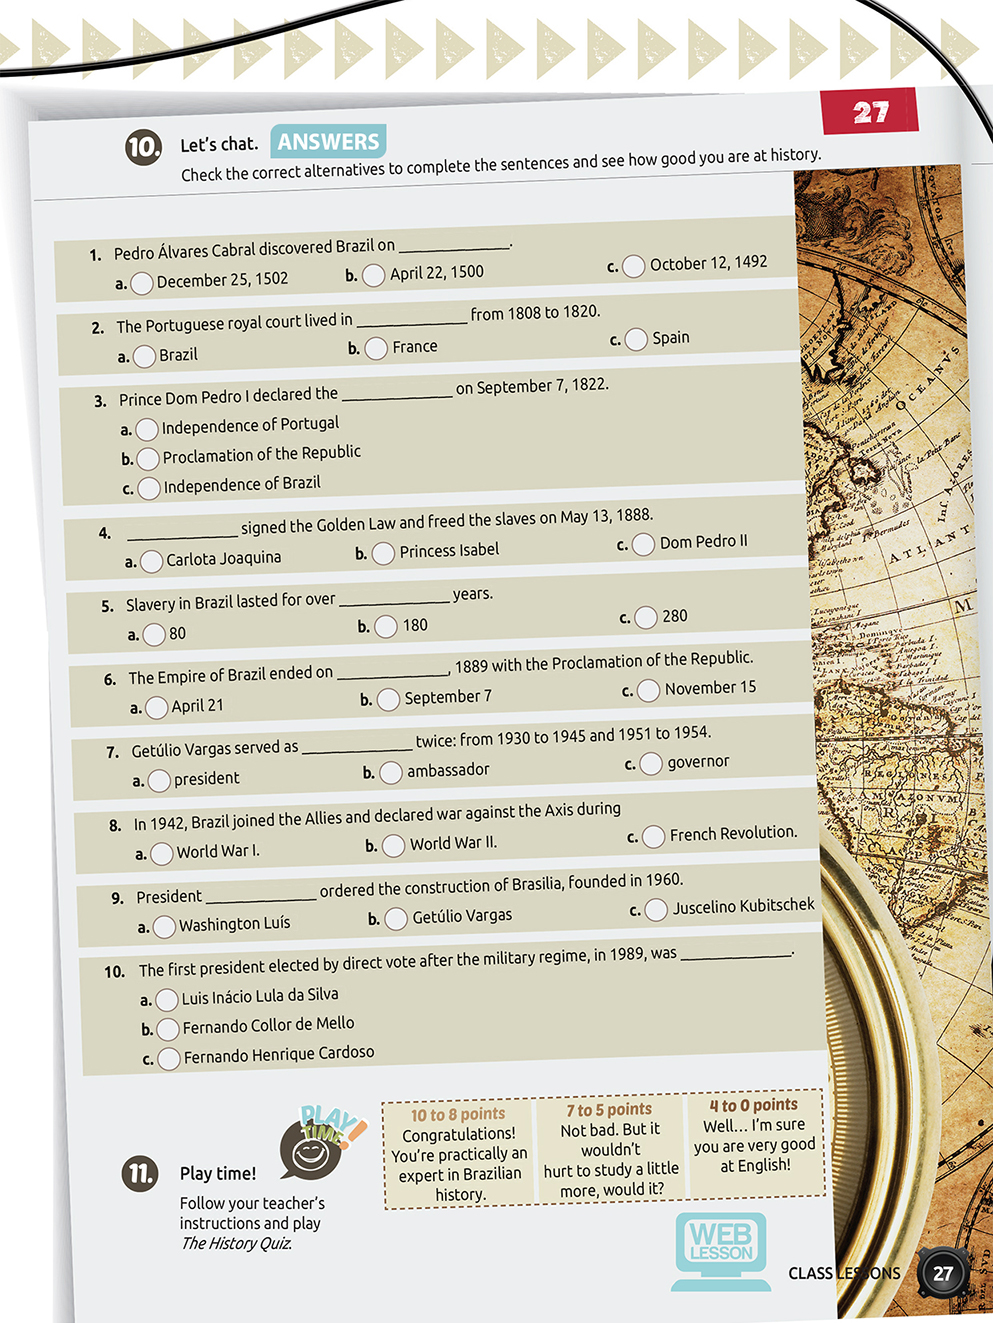 27
10. Let's chat. ANSWERS
Check the correct alternatives to complete the sentences and see how good you are at history.
1. Pedro Álvares Cabral discovered Brazil on ____________.
a. December 25, 1502 b. April 22, 1500 c. October 12, 1492
2. The Portuguese royal court lived in ____________ from 1808 to 1820.
a. Brazil b. France c. Spain
3. Prince Dom Pedro I declared the ____________ on September 7, 1822.
a. Independence of Portugal
b. Proclamation of the Republic
c. Independence of Brazil
4. ____________ signed the Golden Law and freed the slaves on May 13, 1888.
a. Carlota Joaquina b. Princess Isabel c. Dom Pedro II
5. Slavery in Brazil lasted for over ____________ years.
a. 80 b. 180 c. 280
6. The Empire of Brazil ended on ____________, 1889 with the Proclamation of the Republic.
a. April 21 b. September 7 c. November 15
7. Getúlio Vargas served as ____________ twice: from 1930 to 1945 and 1951 to 1954.
a. president b. ambassador c. governor
8. In 1942, Brazil joined the Allies and declared war against the Axis during
a. World War I. b. World War II. c. French Revolution.
9. President ____________ ordered the construction of Brasilia, founded in 1960.
a. Washington Luís b. Getúlio Vargas c. Juscelino Kubitschek
10. The first president elected by direct vote after the military regime, in 1989, was ____________.
a. Luis Inácio Lula da Silva
b. Fernando Collor de Mello
c. Fernando Henrique Cardoso
PLAY
TIME!
11. Play time!
Follow your teacher's
instructions and play
The History Quiz.
10 to 8 points
Congratulations!
You're practically an
expert in Brazilian
history.
7 to 5 points
Not bad. But it
wouldn't
hurt to study a little
more, would it?
4 to 0 points
Well... I'm sure
you are very good
at English!
WEB
LESSON
CLASS LESSONS 27
OCEANVS
ATLANT
REGIONES
AMAZONVM